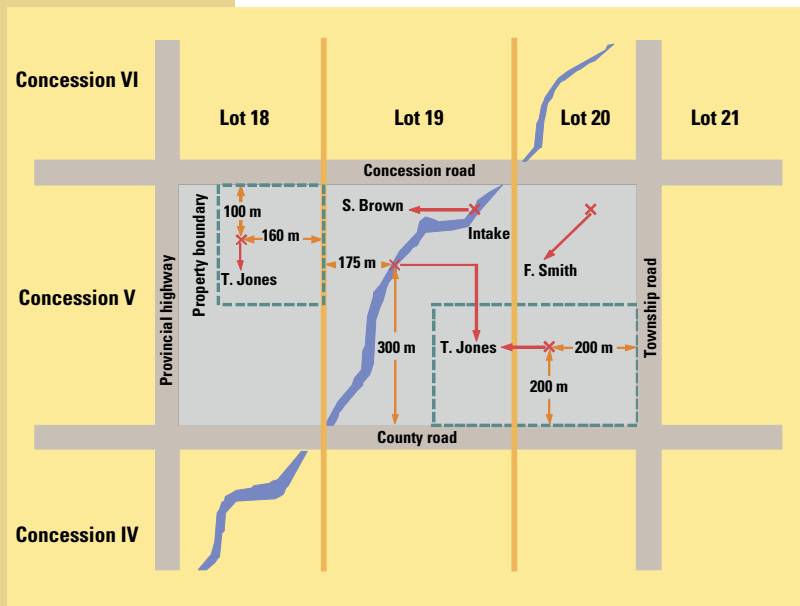 Concession VI
Lot 18
Lot 19
Lot 20
Lot 21
Concession road
100 m
S. Brown
160 m
Intake
Property boundary
175 m
F. Smith
T. Jones
Concession V
Provincial highway
Township road
300 m
T. Jones
200 m
200 m
County road
Concession IV